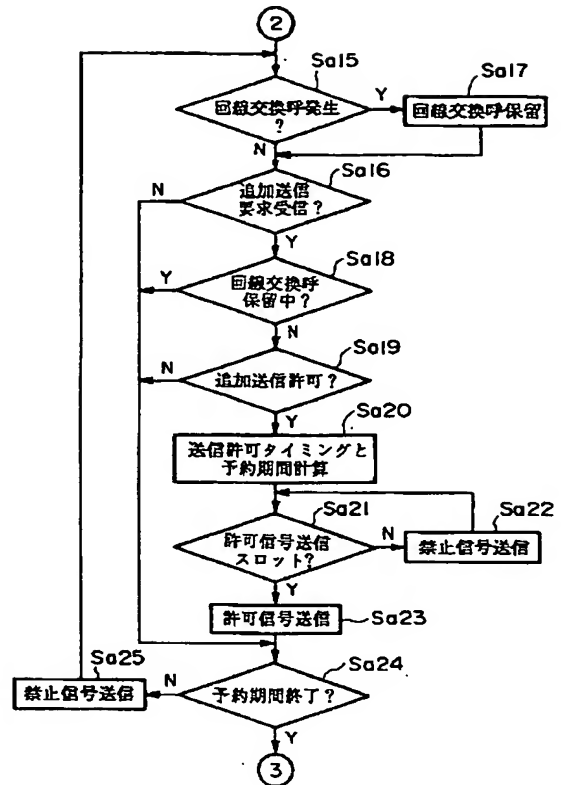 2
Sa15
回線交換呼発生
?
Y
Sa17
回線交換呼保留
N
Sa16
N
追加送信
要求受信?
Y
Sa18
Y
回線交換呼
保留中?
N
Sa19
N
追加送信許可?
Y
Sa20
送信許可タイミングと
予約期間計算
Sa21
許可信号送信
スロット?
N
Sa22
禁止信号送信
Y
許可信号送信
Sa23
Sa25
禁止信号送信
N
Sa24
予約期間終了?
Y
3